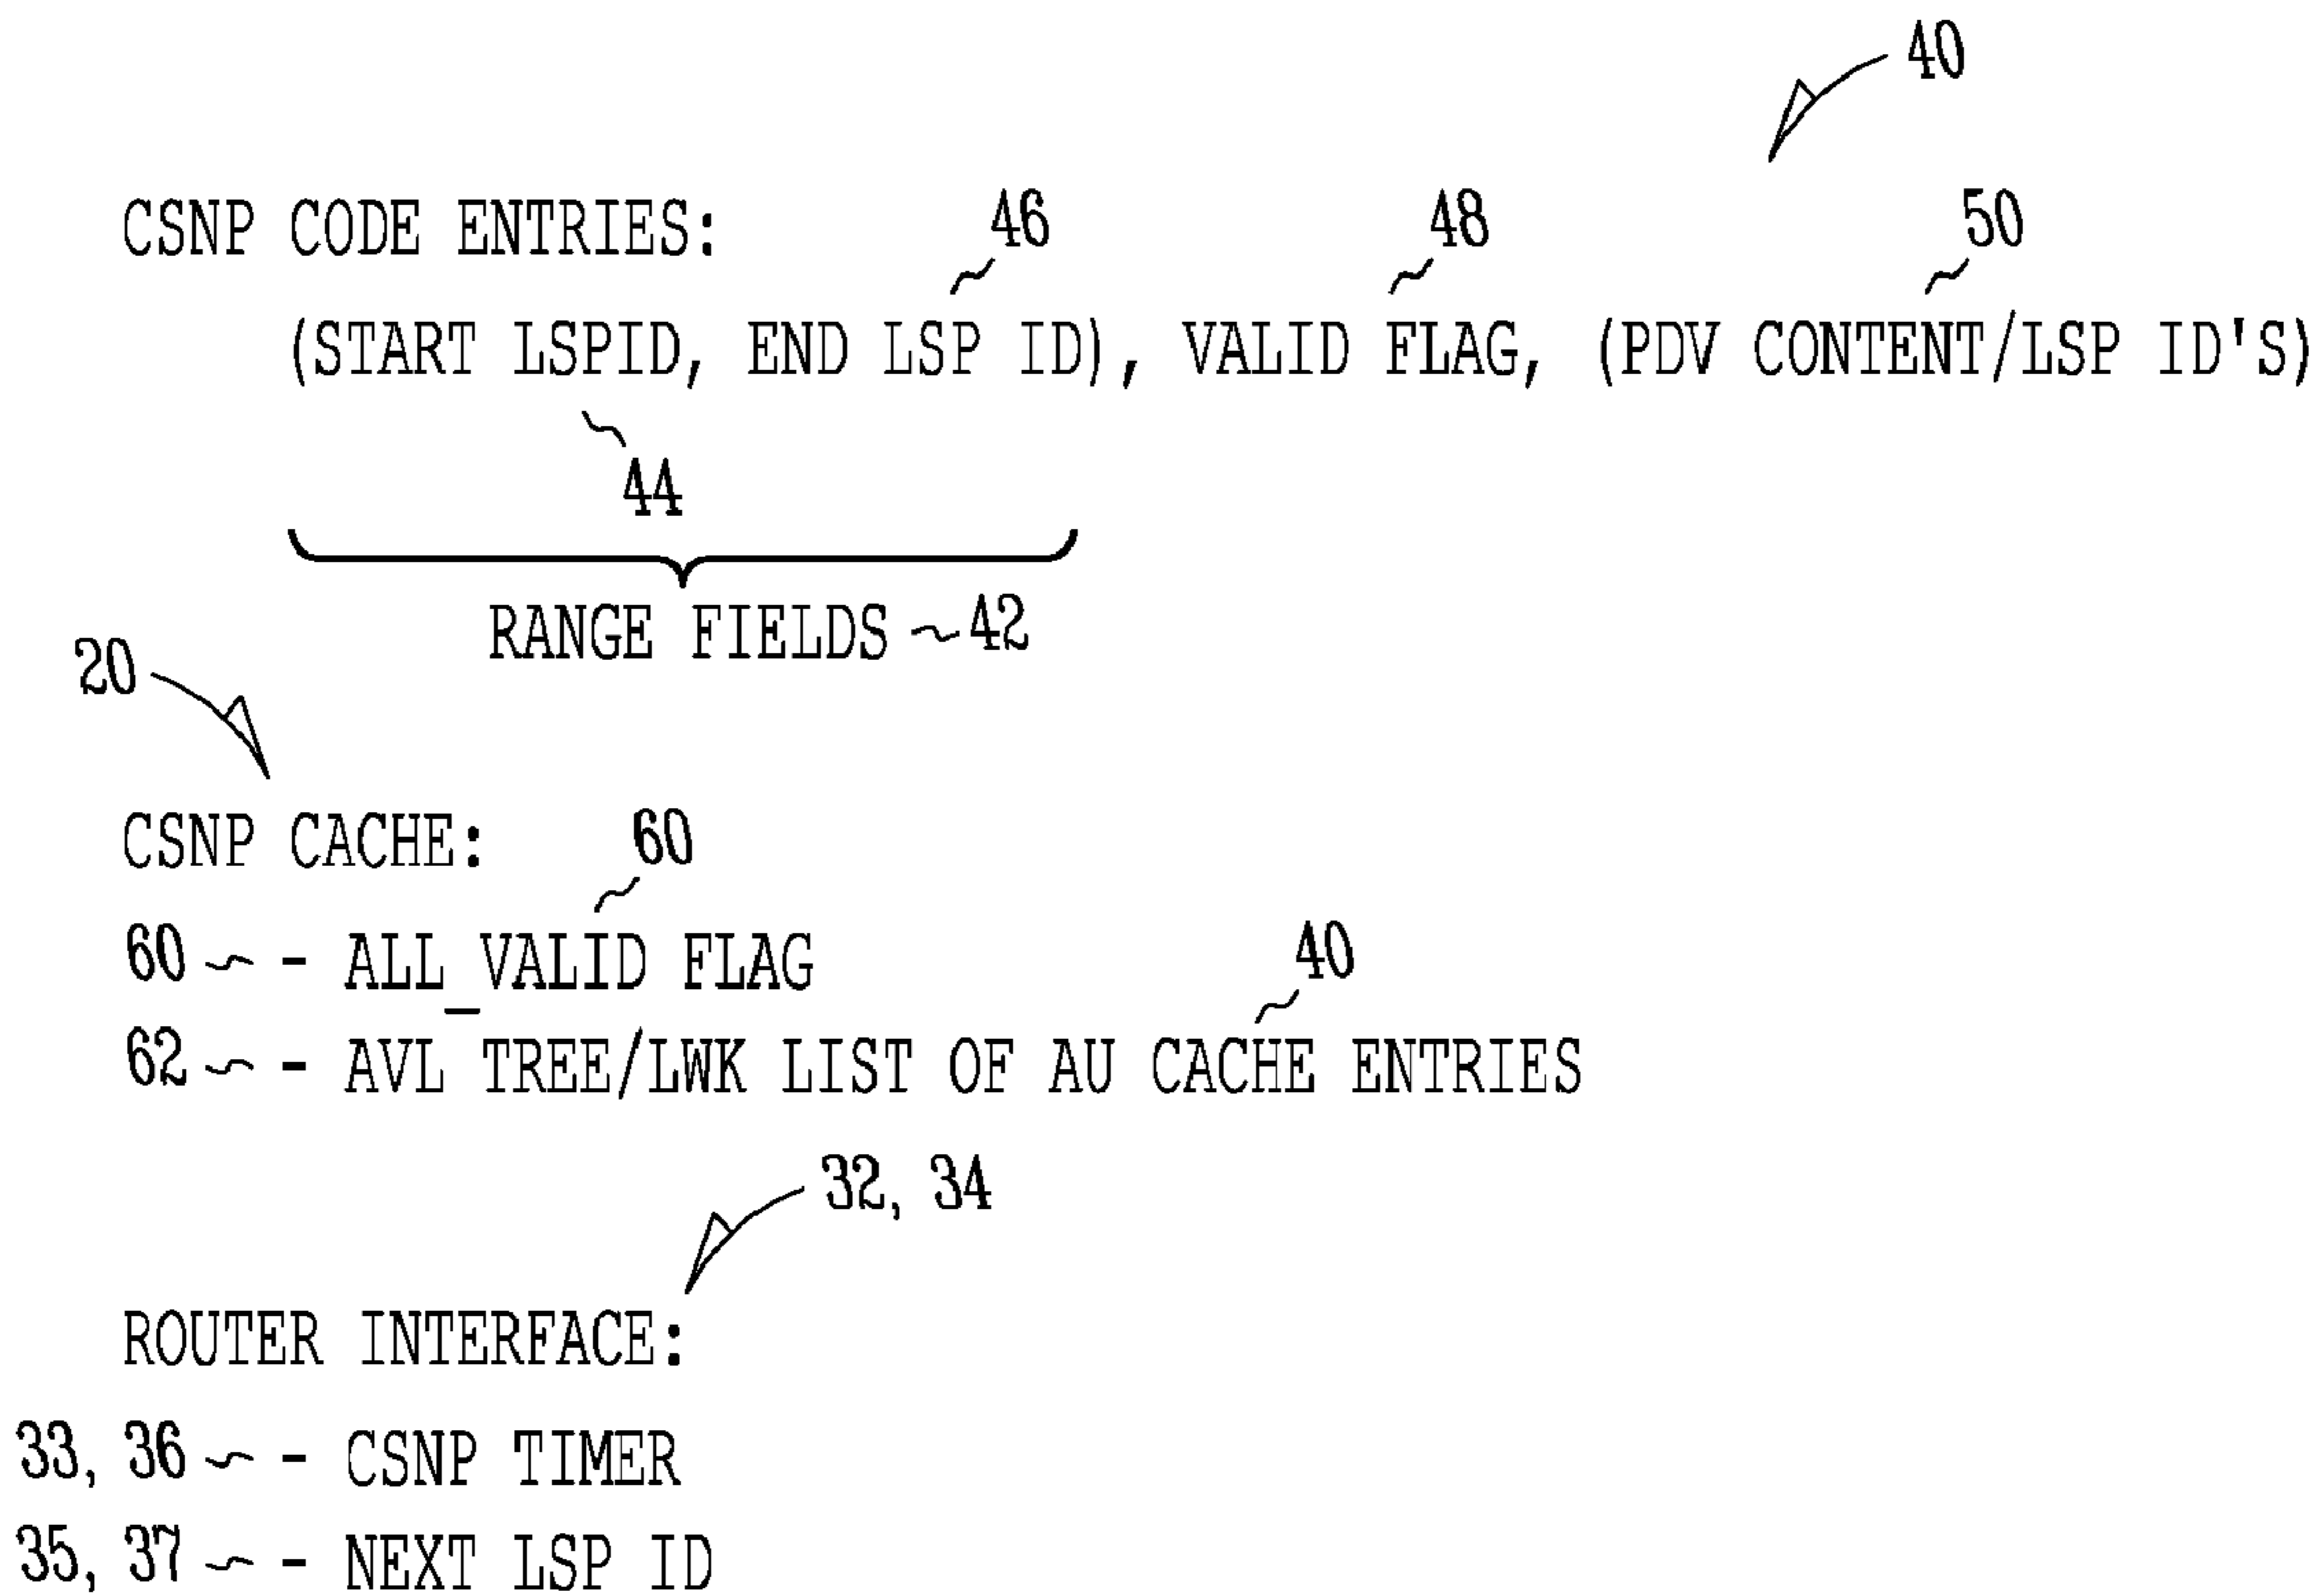 40
CSNP CODE ENTRIES:
46 48 50
(START LSPID, END LSP ID), VALID FLAG, (PDV CONTENT/LSP ID'S)
44
RANGE FIELDS ~42
20
CSNP CACHE: 60
60 ~ - ALL_VALID FLAG
40
62 ~ - AVL TREE/LWK LIST OF AU CACHE ENTRIES
32, 34
ROUTER INTERFACE:
33, 36 ~ - CSNP TIMER
35, 37 ~ - NEXT LSP ID